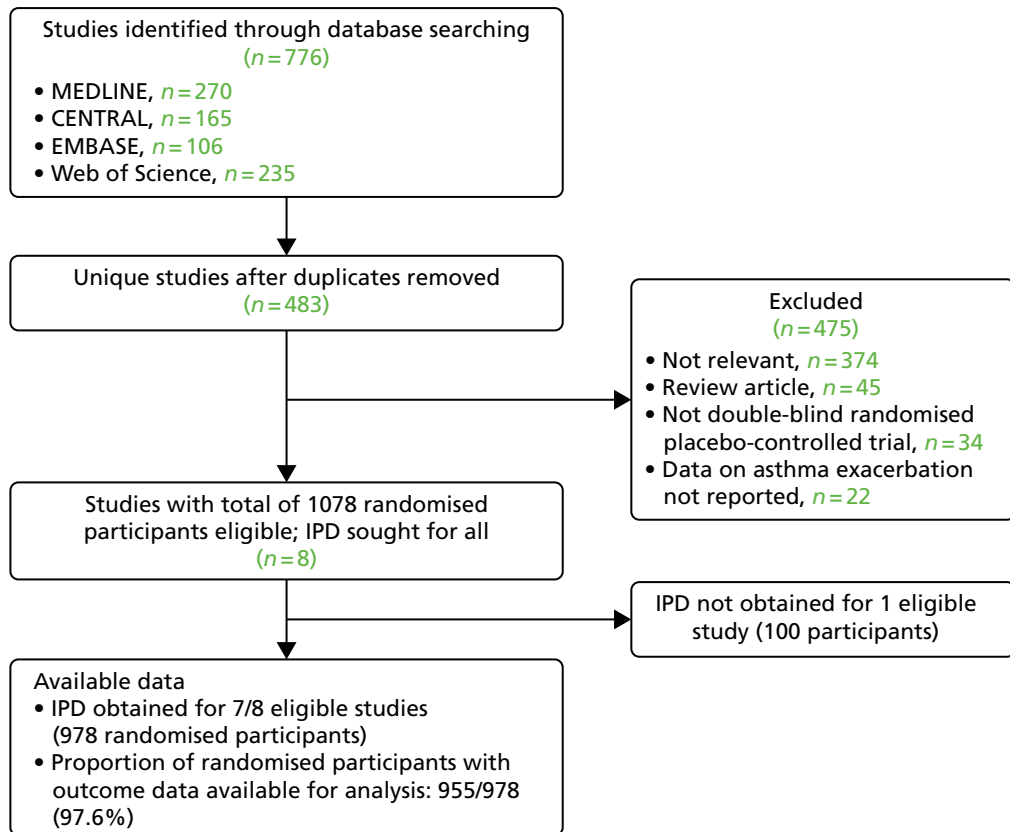 Studies identified through database searching
(n=776)
• MEDLINE, n=270
• CENTRAL, n=165
• EMBASE, n=106
• Web of Science, n=235
Unique studies after duplicates removed
(n=483)
Excluded
(n=475)
• Not relevant, n=374
• Review article, n=45
• Not double-blind randomised
placebo-controlled trial, n=34
• Data on asthma exacerbation
not reported, n=22
Studies with total of 1078 randomised
participants eligible; IPD sought for all
(n=8)
IPD not obtained for 1 eligible
study (100 participants)
Available data
• IPD obtained for 7/8 eligible studies
(978 randomised participants)
• Proportion of randomised participants with
outcome data available for analysis: 955/978
(97.6%)